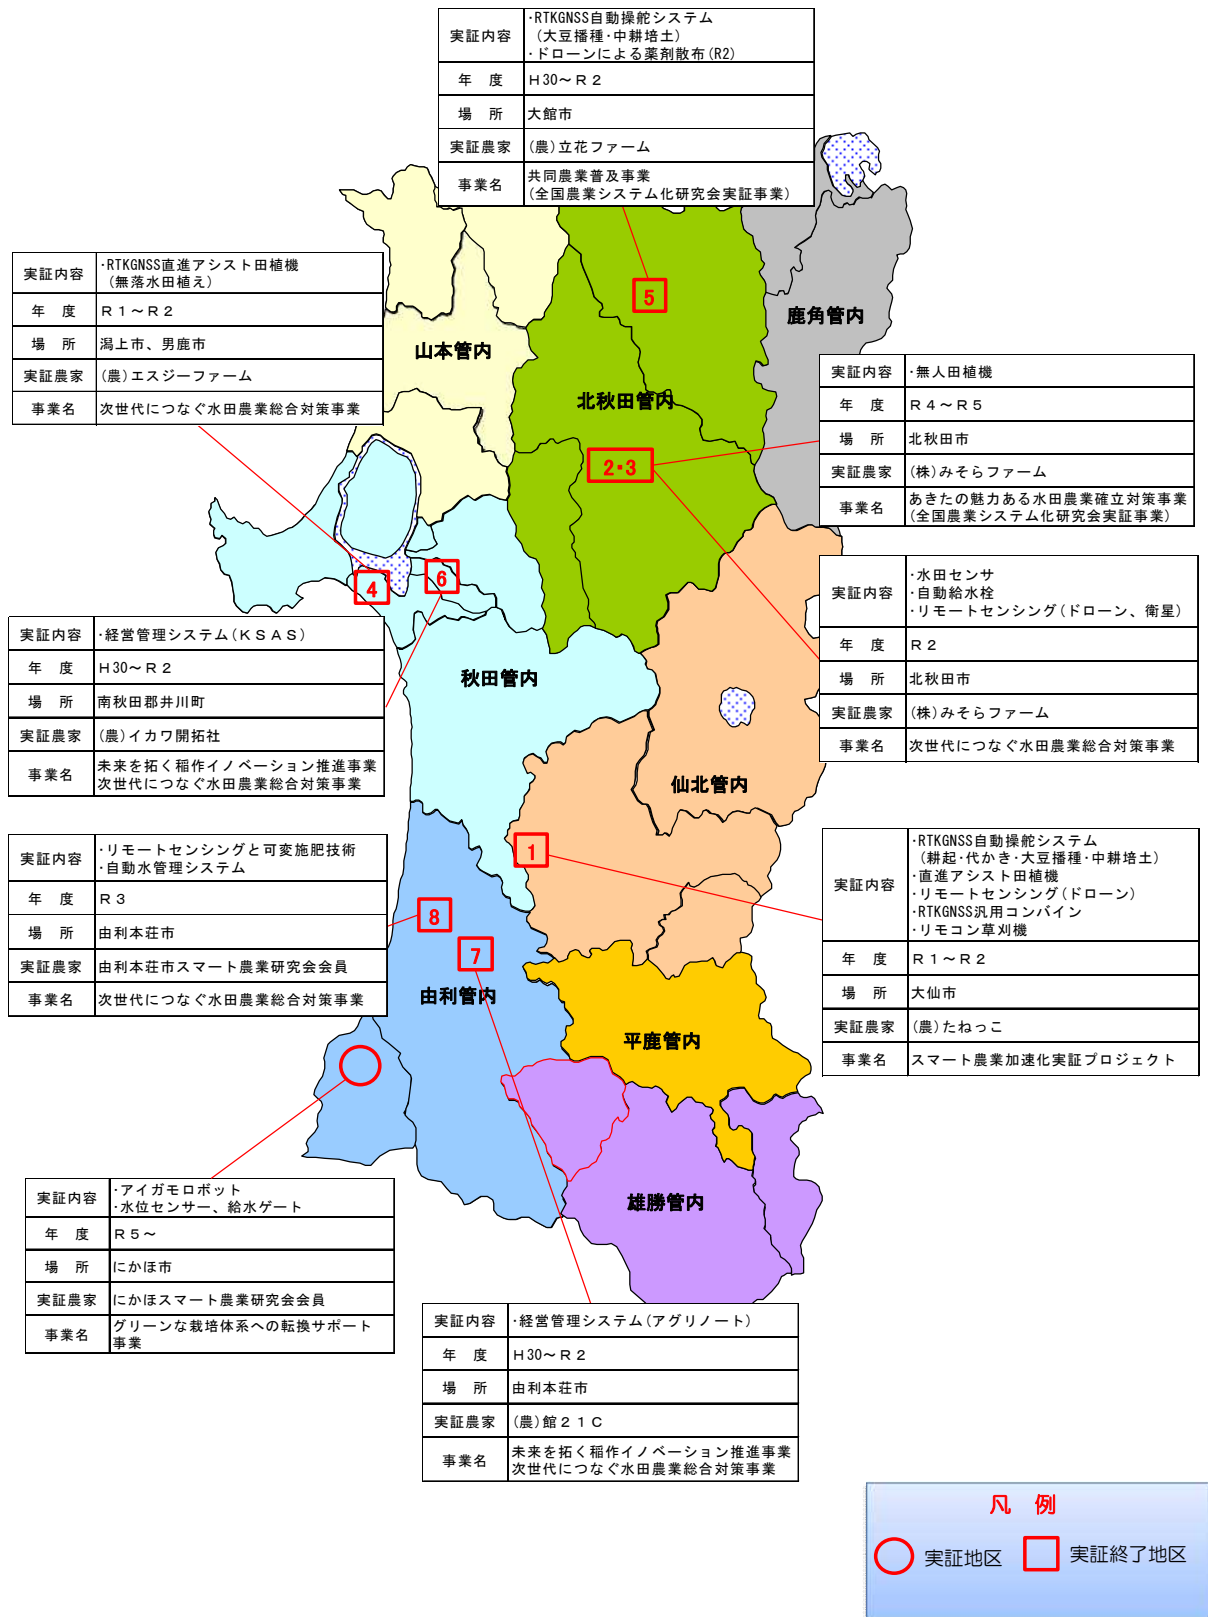 実証内容
･RTKGNSS自動操舵システム
（大豆播種･中耕培土）
･ドローンによる薬剤散布(R2)
年　度
Ｈ30～Ｒ２
場　所
大館市
実証農家
(農)立花ファーム
事業名
共同農業普及事業
(全国農業システム化研究会実証事業)
実証内容
･RTKGNSS直進アシスト田植機
（無落水田植え）
年　度
Ｒ１～Ｒ２
場　所
潟上市、男鹿市
実証農家
(農)エスジーファーム
事業名
次世代につなぐ水田農業総合対策事業
5
鹿角管内
山本管内
北秋田管内
2･3
実証内容
･無人田植機
年　度
Ｒ４～Ｒ５
場　所
北秋田市
実証農家
(株)みそらファーム
事業名
あきたの魅力ある水田農業確立対策事業
(全国農業システム化研究会実証事業)
4
6
実証内容
･水田センサ
･自動給水栓
･リモートセンシング(ドローン、衛星)
年　度
Ｒ２
場　所
北秋田市
実証農家
(株)みそらファーム
事業名
次世代につなぐ水田農業総合対策事業
実証内容
･経営管理システム(ＫＳＡＳ)
年　度
Ｈ30～Ｒ２
場　所
南秋田郡井川町
実証農家
(農)イカワ開拓社
事業名
未来を拓く稲作イノベーション推進事業
次世代につなぐ水田農業総合対策事業
秋田管内
仙北管内
1
実証内容
･リモートセンシングと可変施肥技術
･自動水管理システム
年　度
Ｒ３
場　所
由利本荘市
実証農家
由利本荘市スマート農業研究会会員
事業名
次世代につなぐ水田農業総合対策事業
実証内容
･RTKGNSS自動操舵システム
（耕起･代かき･大豆播種･中耕培土）
･直進アシスト田植機
･リモートセンシング(ドローン)
･RTKGNSS汎用コンバイン
･リモコン草刈機
年　度
Ｒ１～Ｒ２
場　所
大仙市
実証農家
(農)たねっこ
事業名
スマート農業加速化実証プロジェクト
8
7
由利管内
平鹿管内
雄勝管内
実証内容
･アイガモロボット
･水位センサー、給水ゲート
年　度
Ｒ５～
場　所
にかほ市
実証農家
にかほスマート農業研究会会員
事業名
グリーンな栽培体系への転換サポート
事業
実証内容
･経営管理システム(アグリノート)
年　度
Ｈ30～Ｒ２
場　所
由利本荘市
実証農家
(農)館２１Ｃ
事業名
未来を拓く稲作イノベーション推進事業
次世代につなぐ水田農業総合対策事業
凡　例
実証地区
実証終了地区